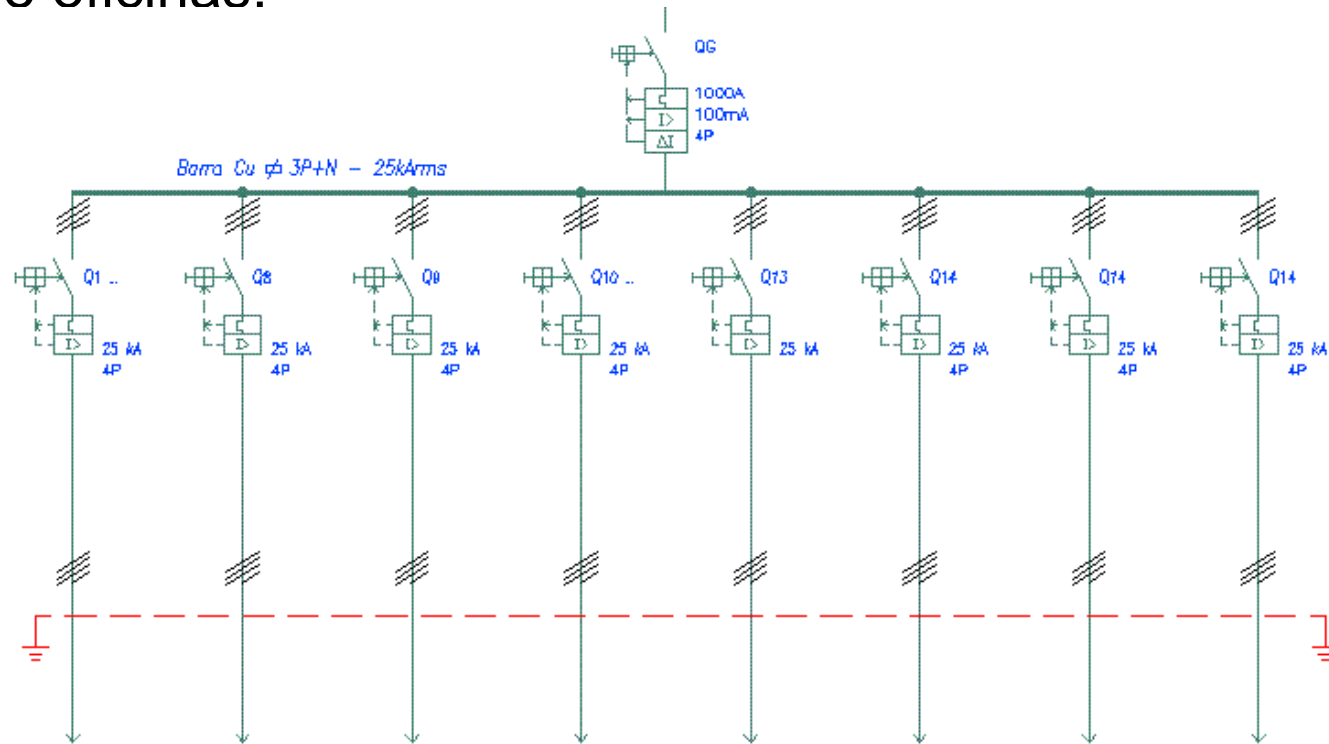 oficinas.
QG
1000A
100mA
4P
I>
ΔI
Barra Cu 3P+N - 25kArms
Q1 .. Q8 Q9 Q10 .. Q13 Q14 Q14 Q14
I> I> I> I> I> I> I> I>
25 kA 25 kA 25 kA 25 kA 25 kA 25 kA 25 kA 25 kA
4P 4P 4P 4P 4P 4P 4P